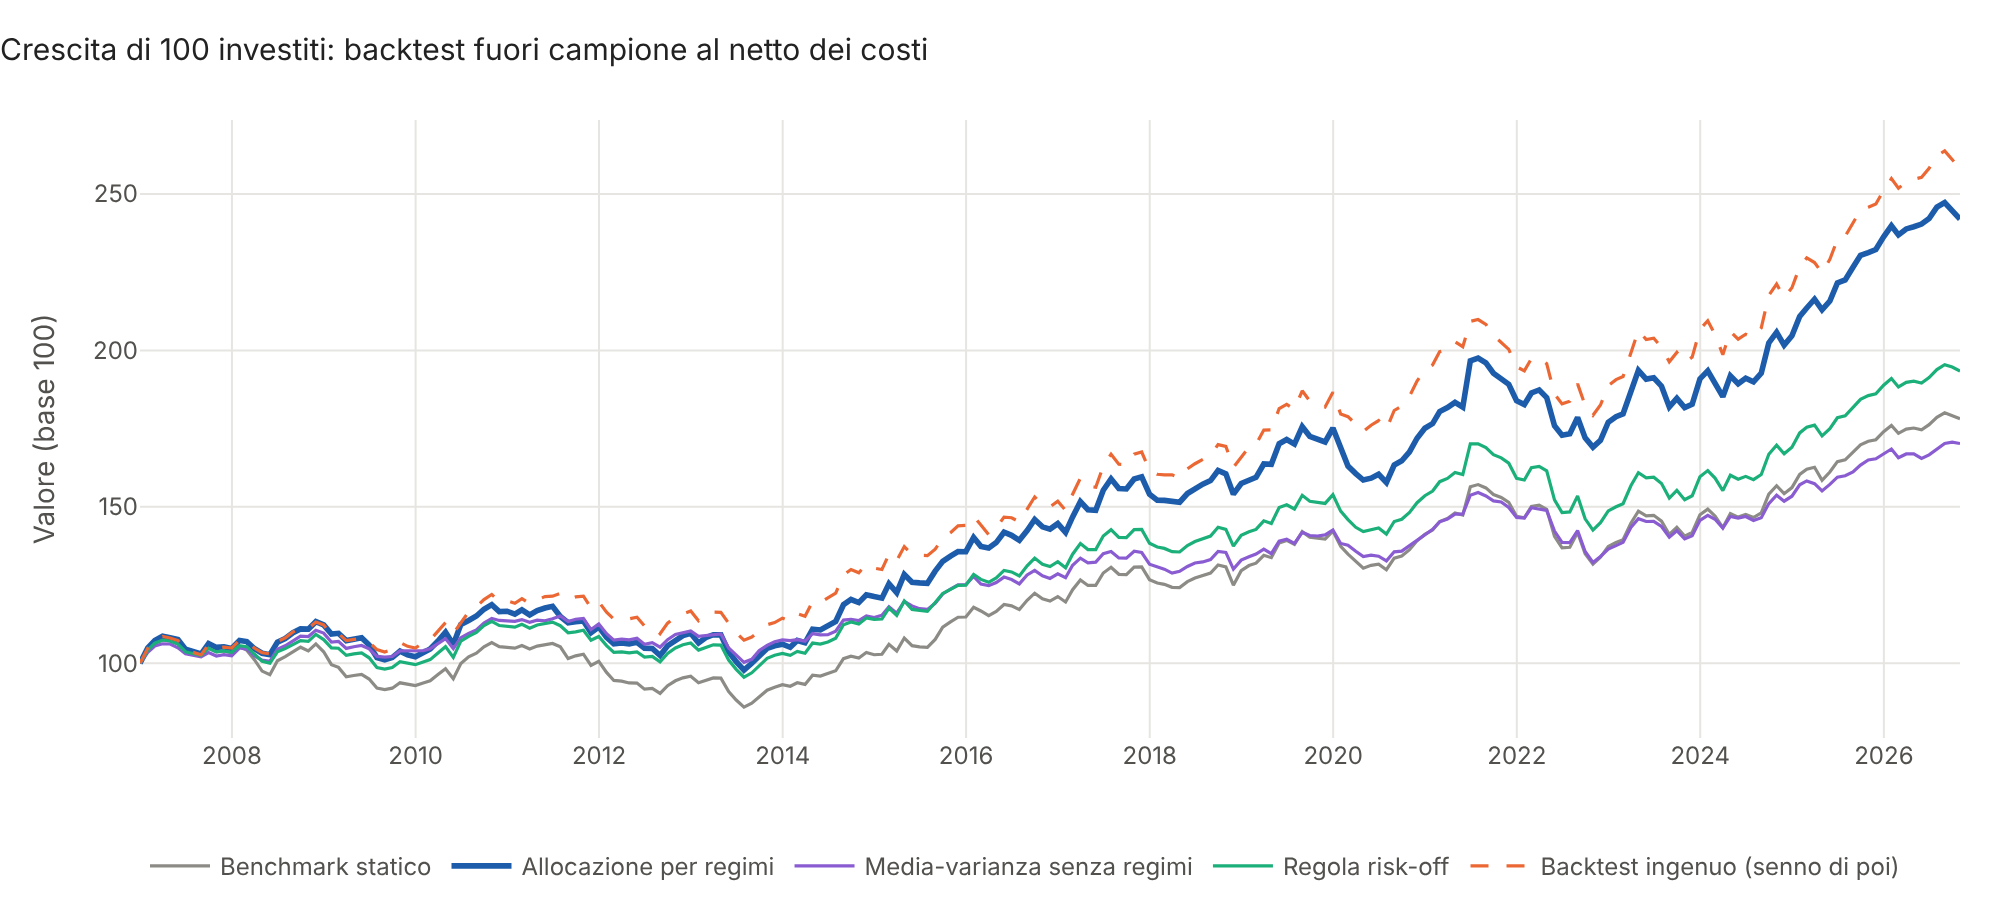 Crescita di 100 investiti: backtest fuori campione al netto dei costi
Valore (base 100)
250
200
150
100
2008
2010
2012
2014
2016
2018
2020
2022
2024
2026
Benchmark statico
Allocazione per regimi
Media-varianza senza regimi
Regola risk-off
Backtest ingenuo (senno di poi)